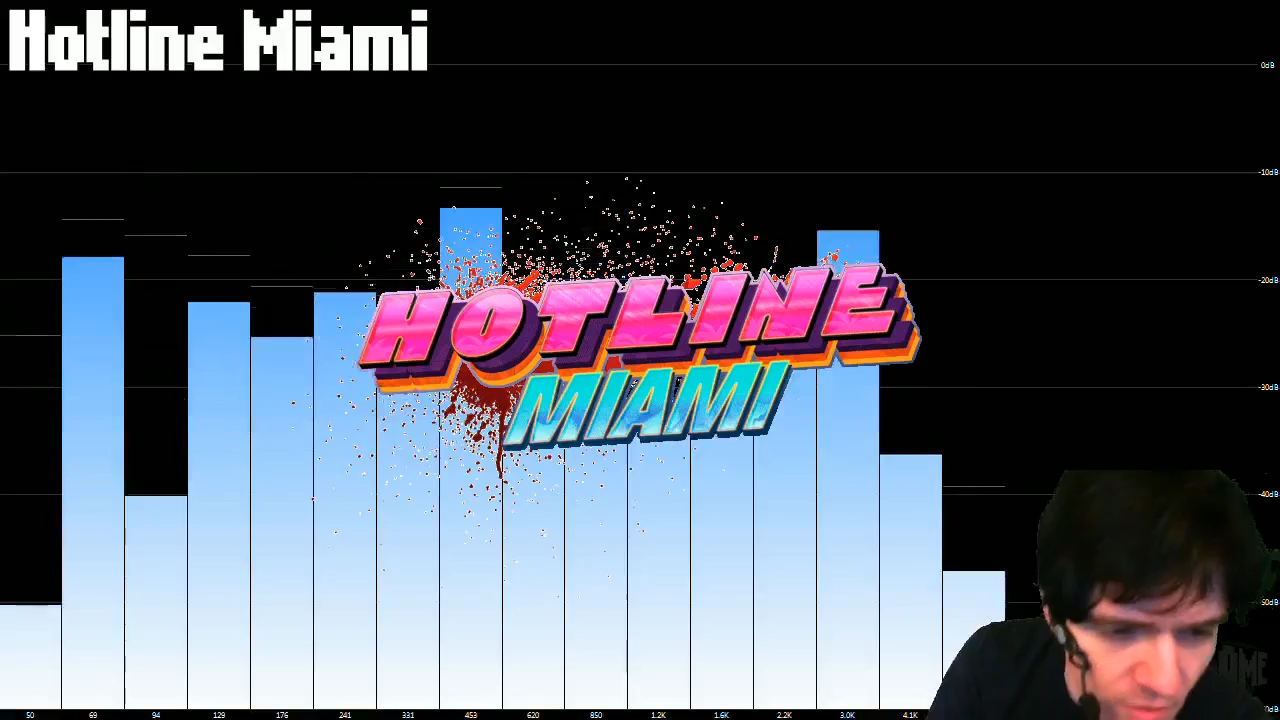 Hotline Miami
0dB
-10dB
-20dB
HOTLINE
MIAMI
-30dB
-40dB
50 69 94 129 176 241 331 453 620 850 1.2K 1.6K 2.2K 3.0K 4.1K